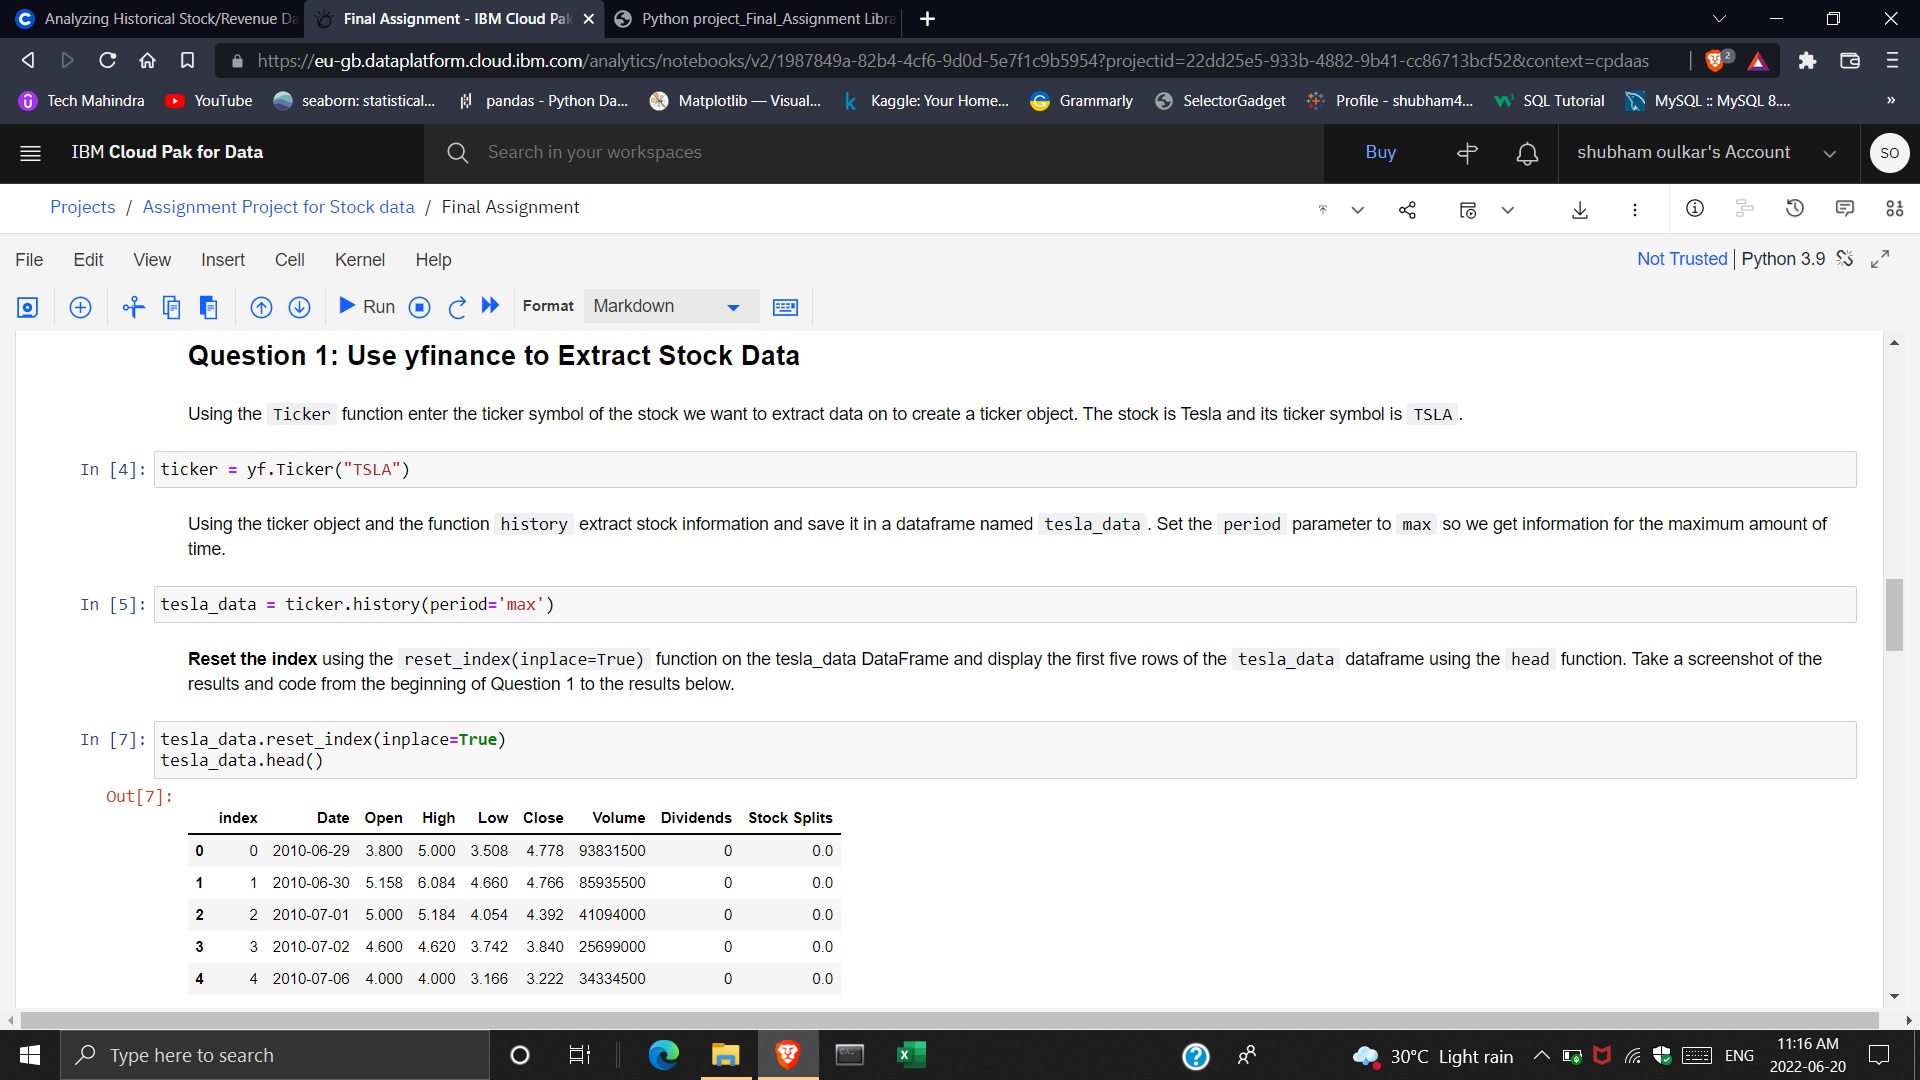 Analyzing Historical Stock/Revenue Da
Final Assignment - IBM Cloud Pak
Python project_Final_Assignment Libra
https://eu-gb.dataplatform.cloud.ibm.com/analytics/notebooks/v2/1987849a-82b4-4cf6-9d0d-5e7f1c9b5954?projectid=22dd25e5-933b-4882-9b41-cc86713bcf52&context=cpdaas
2
Tech Mahindra YouTube seaborn: statistical... pandas - Python Da... Matplotlib — Visual... Kaggle: Your Home... Grammarly SelectorGadget Profile - shubham4... SQL Tutorial MySQL :: MySQL 8.... »
IBM Cloud Pak for Data Search in your workspaces Buy shubham oulkar's Account SO
Projects / Assignment Project for Stock data / Final Assignment
File Edit View Insert Cell Kernel Help Not Trusted | Python 3.9
Run Format Markdown
Question 1: Use yfinance to Extract Stock Data
Using the Ticker function enter the ticker symbol of the stock we want to extract data on to create a ticker object. The stock is Tesla and its ticker symbol is TSLA .
In [4]: ticker = yf.Ticker("TSLA")
Using the ticker object and the function history extract stock information and save it in a dataframe named tesla_data . Set the period parameter to max so we get information for the maximum amount of
time.
In [5]: tesla_data = ticker.history(period='max')
Reset the index using the reset_index(inplace=True) function on the tesla_data DataFrame and display the first five rows of the tesla_data dataframe using the head function. Take a screenshot of the
results and code from the beginning of Question 1 to the results below.
In [7]: tesla_data.reset_index(inplace=True)
tesla_data.head()
Out[7]:
index Date Open High Low Close Volume Dividends Stock Splits
0 0 2010-06-29 3.800 5.000 3.508 4.778 93831500 0 0.0
1 1 2010-06-30 5.158 6.084 4.660 4.766 85935500 0 0.0
2 2 2010-07-01 5.000 5.184 4.054 4.392 41094000 0 0.0
3 3 2010-07-02 4.600 4.620 3.742 3.840 25699000 0 0.0
4 4 2010-07-06 4.000 4.000 3.166 3.222 34334500 0 0.0
Type here to search 30°C Light rain ENG 11:16 AM
2022-06-20